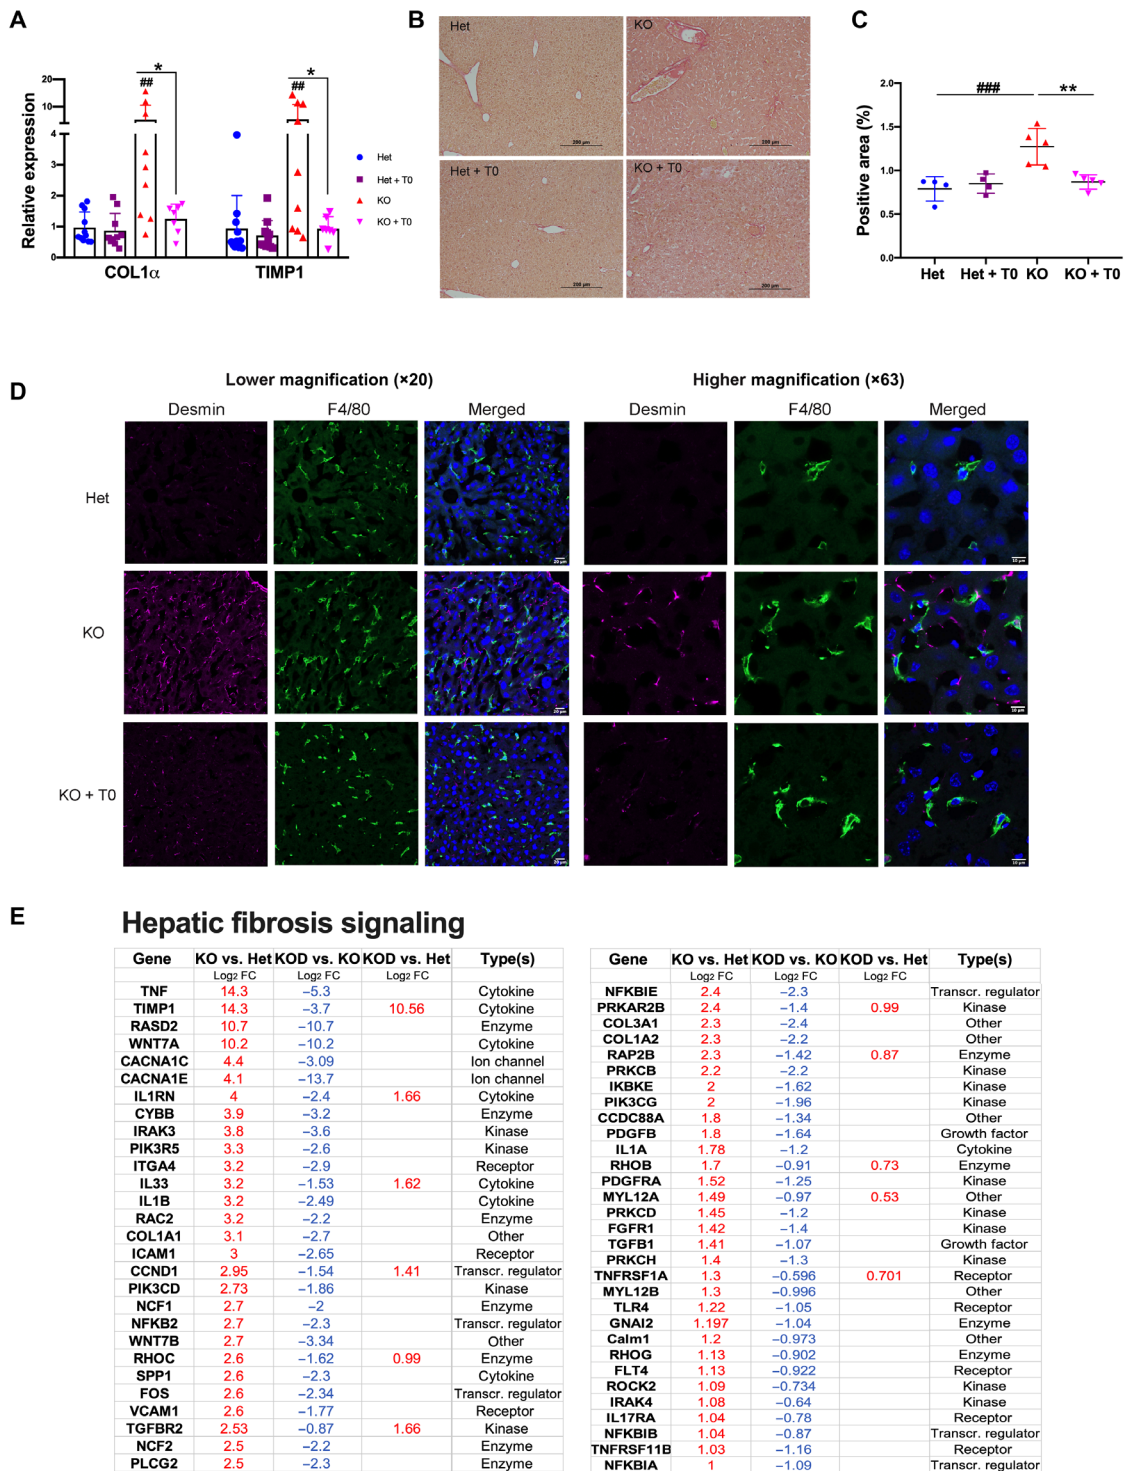 A
Relative expression
20
10
4
3
2
1
0
##
*
##
*
COL1α
TIMP1
Het
Het + T0
KO
KO + T0
B
Het
KO
Het + T0
KO + T0
200 µm
200 µm
200 µm
200 µm
C
Positive area (%)
2.0
1.5
1.0
0.5
0.0
###
**
Het
Het + T0
KO
KO + T0
D
Lower magnification (×20)
Higher magnification (×63)
Desmin
F4/80
Merged
Desmin
F4/80
Merged
Het
20 µm
10 µm
KO
20 µm
10 µm
KO + T0
20 µm
10 µm
E
Hepatic fibrosis signaling
Gene KO vs. Het KOD vs. KO KOD vs. Het Type(s)
Log2 FC Log2 FC Log2 FC
TNF 14.3 −5.3 Cytokine
TIMP1 14.3 −3.7 10.56 Cytokine
RASD2 10.7 −10.7 Enzyme
WNT7A 10.2 −10.2 Cytokine
CACNA1C 4.4 −3.09 Ion channel
CACNA1E 4.1 −13.7 Ion channel
IL1RN 4 −2.4 1.66 Cytokine
CYBB 3.9 −3.2 Enzyme
IRAK3 3.8 −3.6 Kinase
PIK3R5 3.3 −2.6 Kinase
ITGA4 3.2 −2.9 Receptor
IL33 3.2 −1.53 1.62 Cytokine
IL1B 3.2 −2.49 Cytokine
RAC2 3.2 −2.2 Enzyme
COL1A1 3.1 −2.7 Other
ICAM1 3 −2.65 Receptor
CCND1 2.95 −1.54 1.41 Transcr. regulator
PIK3CD 2.73 −1.86 Kinase
NCF1 2.7 −2 Enzyme
NFKB2 2.7 −2.3 Transcr. regulator
WNT7B 2.7 −3.34 Other
RHOC 2.6 −1.62 0.99 Enzyme
SPP1 2.6 −2.3 Cytokine
FOS 2.6 −2.34 Transcr. regulator
VCAM1 2.6 −1.77 Receptor
TGFBR2 2.53 −0.87 1.66 Kinase
NCF2 2.5 −2.2 Enzyme
PLCG2 2.5 −2.3 Enzyme
Gene KO vs. Het KOD vs. KO KOD vs. Het Type(s)
Log2 FC Log2 FC Log2 FC
NFKBIE 2.4 −2.3 Transcr. regulator
PRKAR2B 2.4 −1.4 0.99 Kinase
COL3A1 2.3 −2.4 Other
COL1A2 2.3 −2.2 Other
RAP2B 2.3 −1.42 0.87 Enzyme
PRKCB 2.2 −2.2 Kinase
IKBKE 2 −1.62 Kinase
PIK3CG 2 −1.96 Kinase
CCDC88A 1.8 −1.34 Other
PDGFB 1.8 −1.64 Growth factor
IL1A 1.78 −1.2 Cytokine
RHOB 1.7 −0.91 0.73 Enzyme
PDGFRA 1.52 −1.25 Kinase
MYL12A 1.49 −0.97 0.53 Other
PRKCD 1.45 −1.2 Kinase
FGFR1 1.42 −1.4 Kinase
TGFB1 1.41 −1.07 Growth factor
PRKCH 1.4 −1.3 Kinase
TNFRSF1A 1.3 −0.596 0.701 Receptor
MYL12B 1.3 −0.996 Other
TLR4 1.22 −1.05 Receptor
GNAI2 1.197 −1.04 Enzyme
Calm1 1.2 −0.973 Other
RHOG 1.13 −0.902 Enzyme
FLT4 1.13 −0.922 Receptor
ROCK2 1.09 −0.734 Kinase
IRAK4 1.08 −0.64 Kinase
IL17RA 1.04 −0.78 Receptor
NFKBIB 1.04 −0.87 Transcr. regulator
TNFRSF11B 1.03 −1.16 Receptor
NFKBIA 1 −1.09 Transcr. regulator